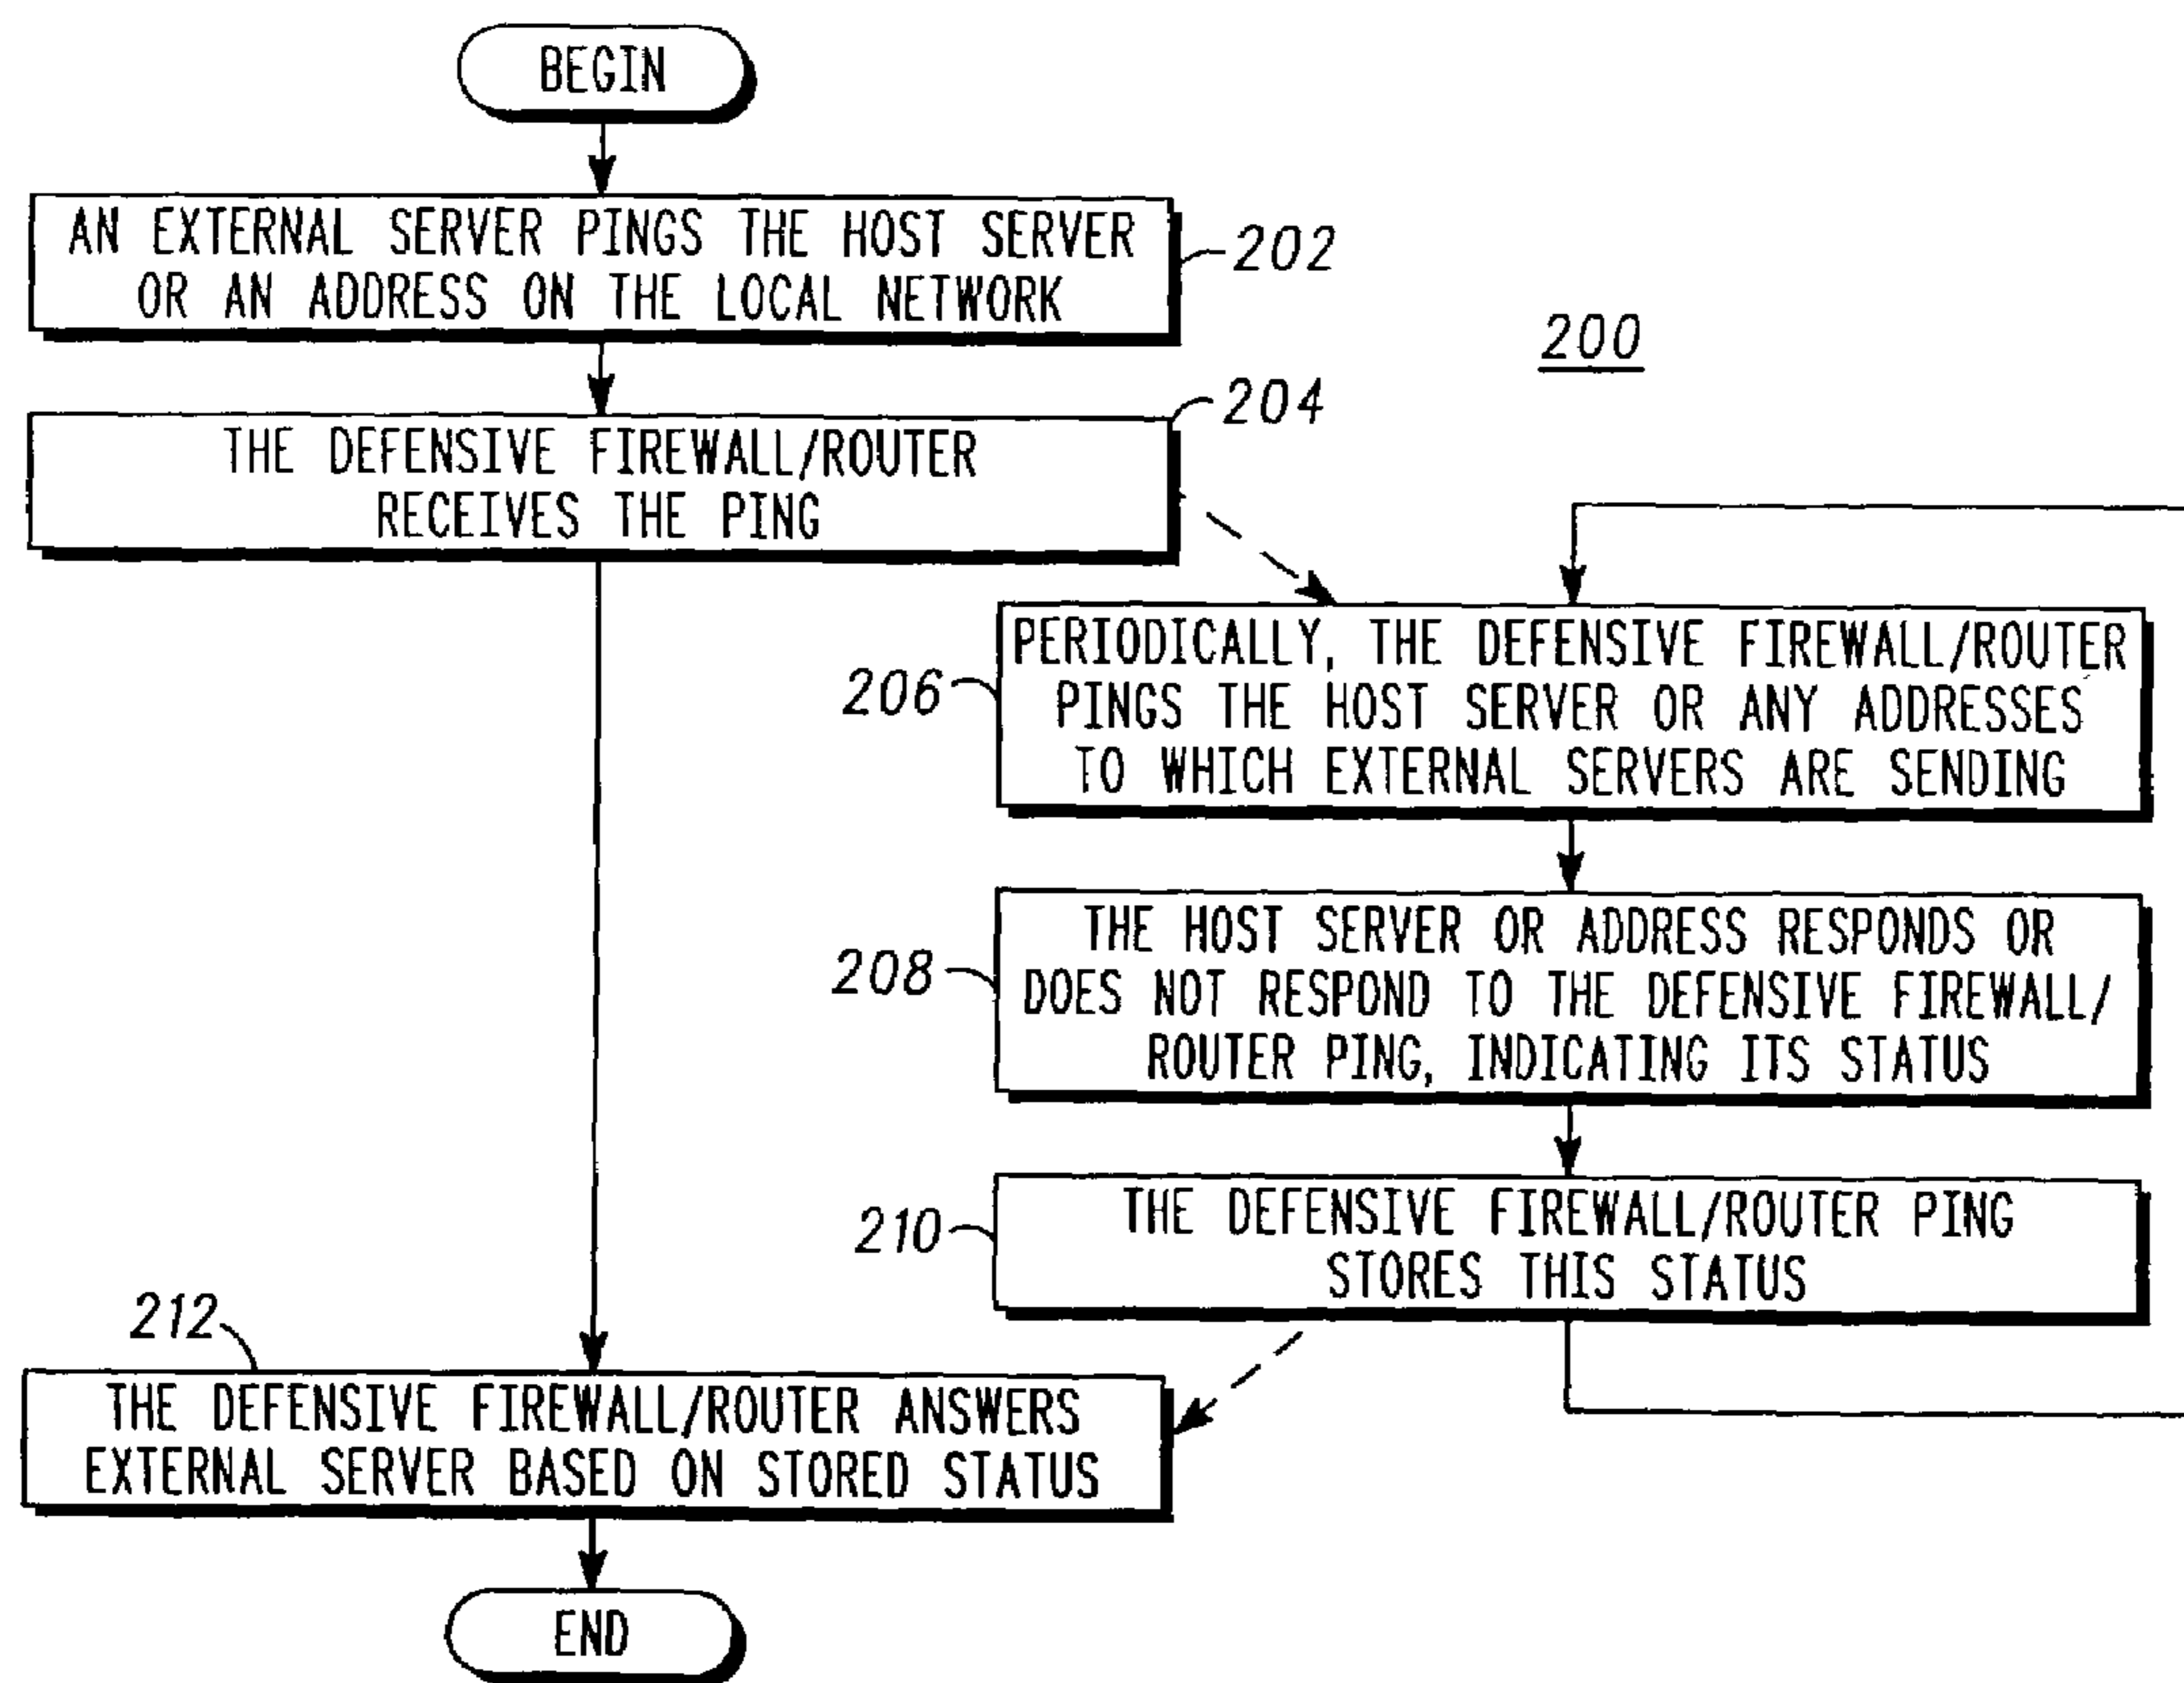 BEGIN
AN EXTERNAL SERVER PINGS THE HOST SERVER
OR AN ADDRESS ON THE LOCAL NETWORK
202
200
204
THE DEFENSIVE FIREWALL/ROUTER
RECEIVES THE PING
206
PERIODICALLY, THE DEFENSIVE FIREWALL/ROUTER
PINGS THE HOST SERVER OR ANY ADDRESSES
TO WHICH EXTERNAL SERVERS ARE SENDING
208
THE HOST SERVER OR ADDRESS RESPONDS OR
DOES NOT RESPOND TO THE DEFENSIVE FIREWALL/
ROUTER PING, INDICATING ITS STATUS
210
THE DEFENSIVE FIREWALL/ROUTER PING
STORES THIS STATUS
212
THE DEFENSIVE FIREWALL/ROUTER ANSWERS
EXTERNAL SERVER BASED ON STORED STATUS
END